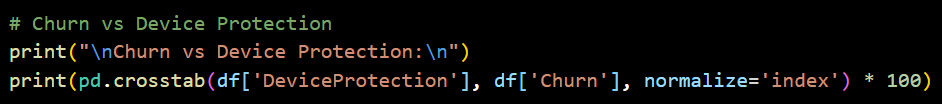 # Churn vs Device Protection
print("\nChurn vs Device Protection:\n")
print(pd.crosstab(df['DeviceProtection'], df['Churn'], normalize='index') * 100)